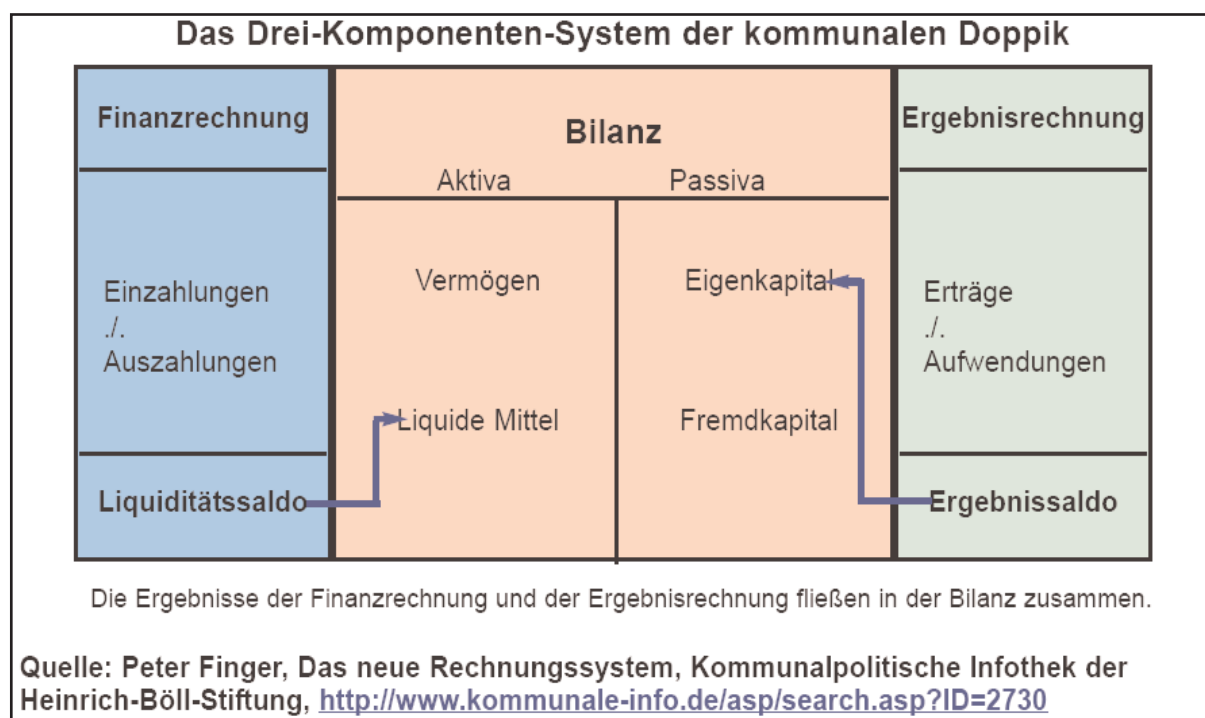 Das Drei-Komponenten-System der kommunalen Doppik
Finanzrechnung
Einzahlungen
./.
Auszahlungen
Liquiditätssaldo
Bilanz
Aktiva
Passiva
Vermögen
Eigenkapital
Liquide Mittel
Fremdkapital
Ergebnisrechnung
Erträge
./.
Aufwendungen
Ergebnissaldo
Die Ergebnisse der Finanzrechnung und der Ergebnisrechnung fließen in der Bilanz zusammen.
Quelle: Peter Finger, Das neue Rechnungssystem, Kommunalpolitische Infothek der
Heinrich-Böll-Stiftung, http://www.kommunale-info.de/asp/search.asp?ID=2730